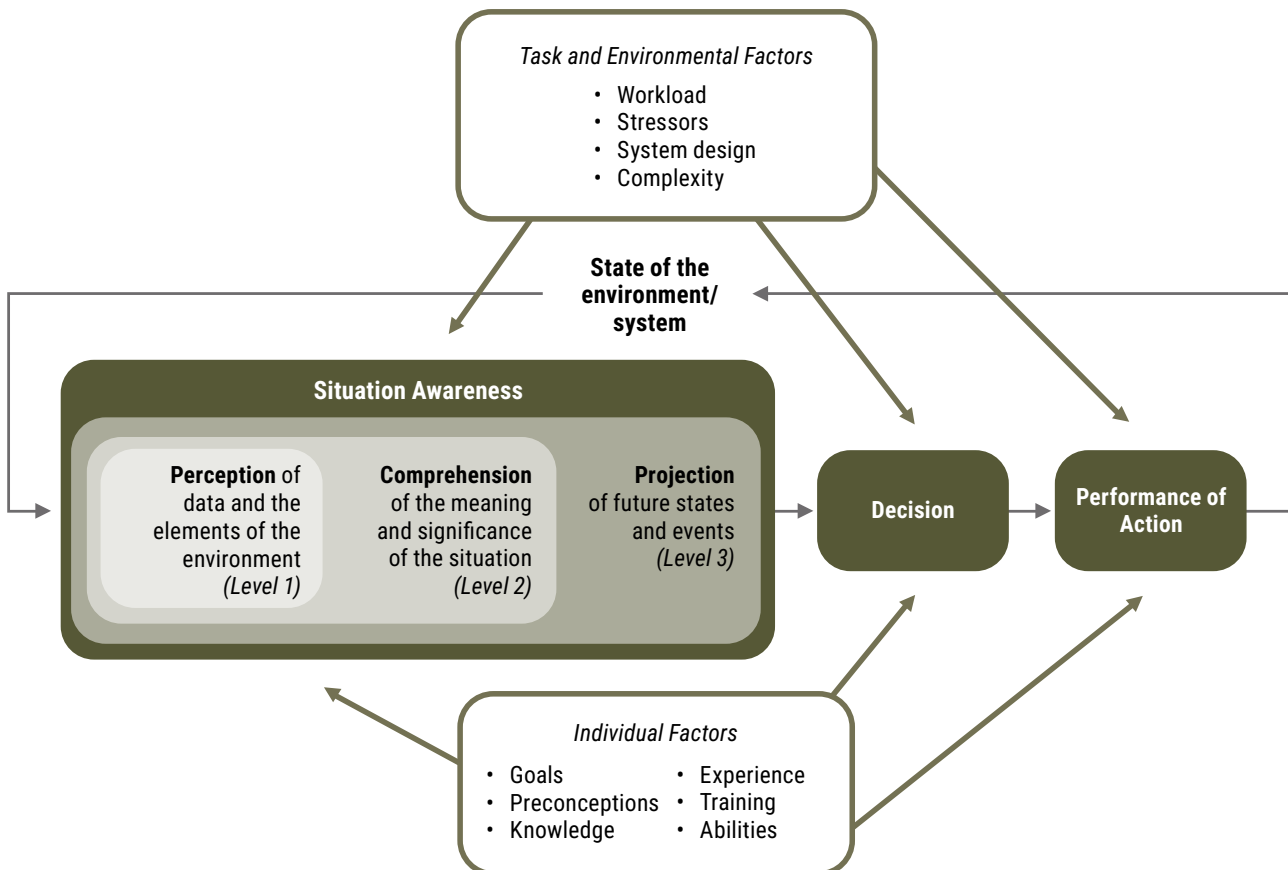 Task and Environmental Factors
• Workload
• Stressors
• System design
• Complexity
State of the
environment/
system
Situation Awareness
Perception of
data and the
elements of the
environment
(Level 1)
Comprehension
of the meaning
and significance
of the situation
(Level 2)
Projection
of future states
and events
(Level 3)
Decision
Performance of
Action
Individual Factors
• Goals
• Preconceptions
• Knowledge
• Experience
• Training
• Abilities